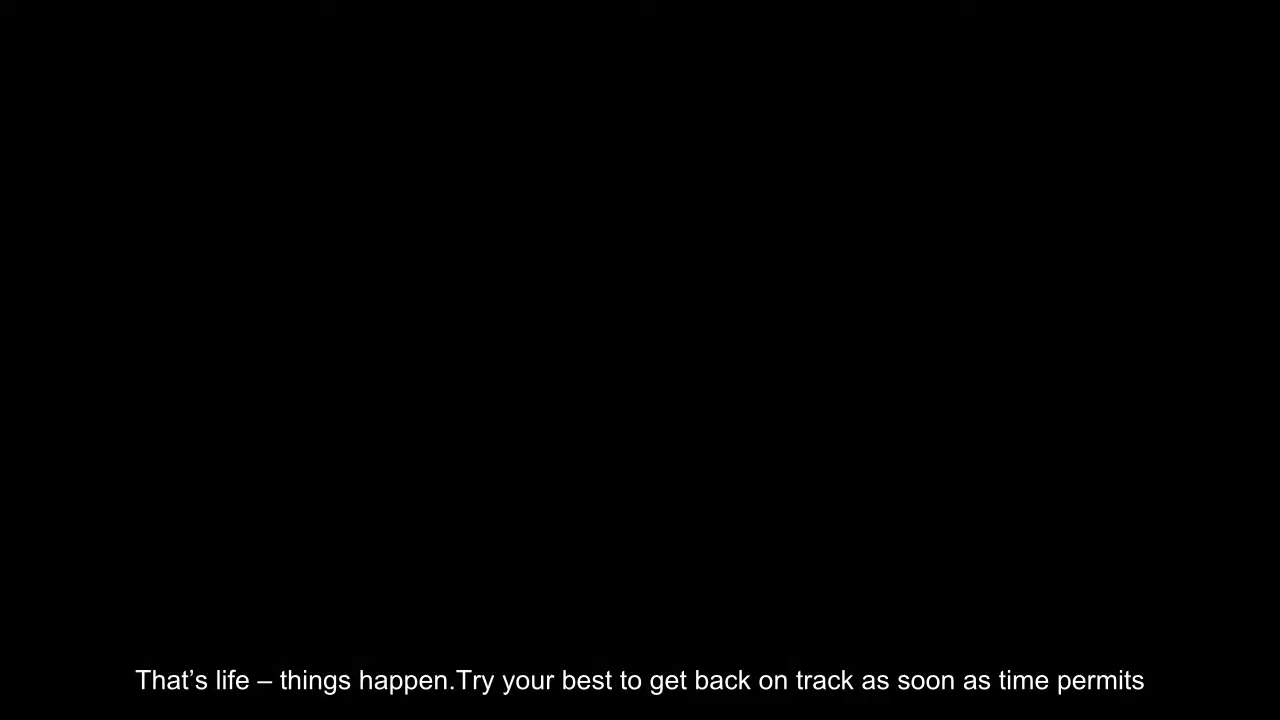 That’s life – things happen.Try your best to get back on track as soon as time permits